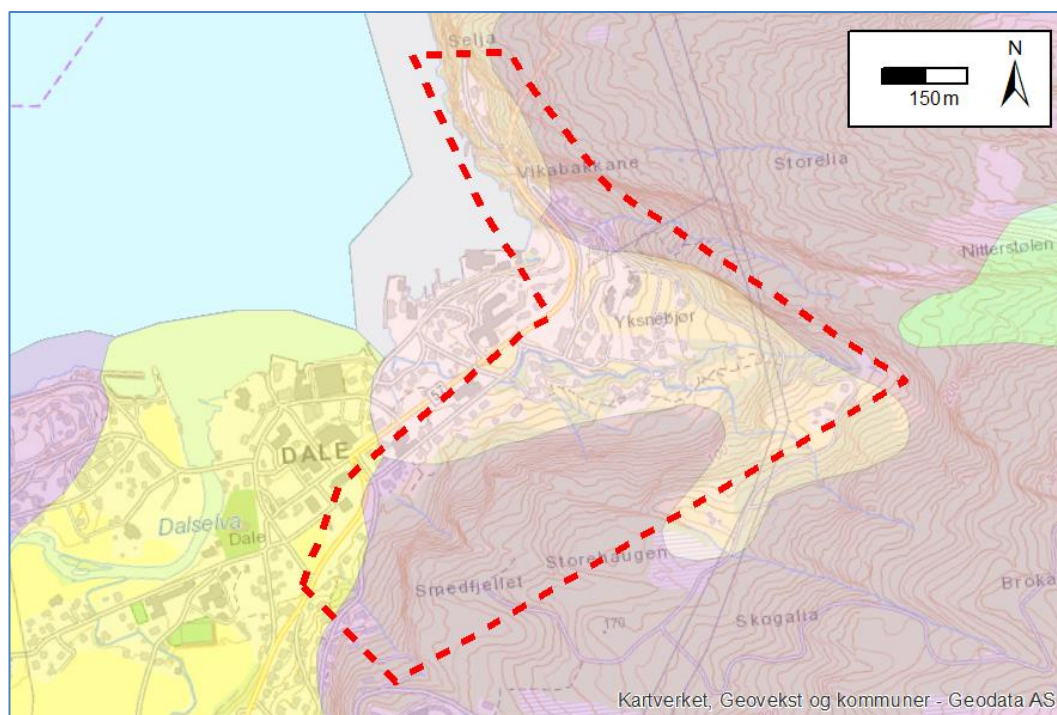 Selja
N
150 m
Vikabakkane
Storelia
Nitterstølen
Yksnebjør
57
DALE
Dalselva
Dale
Storehaugen
Smedfjellet
Broka
170
Skogalia
Kartverket, Geovekst og kommuner - Geodata AS